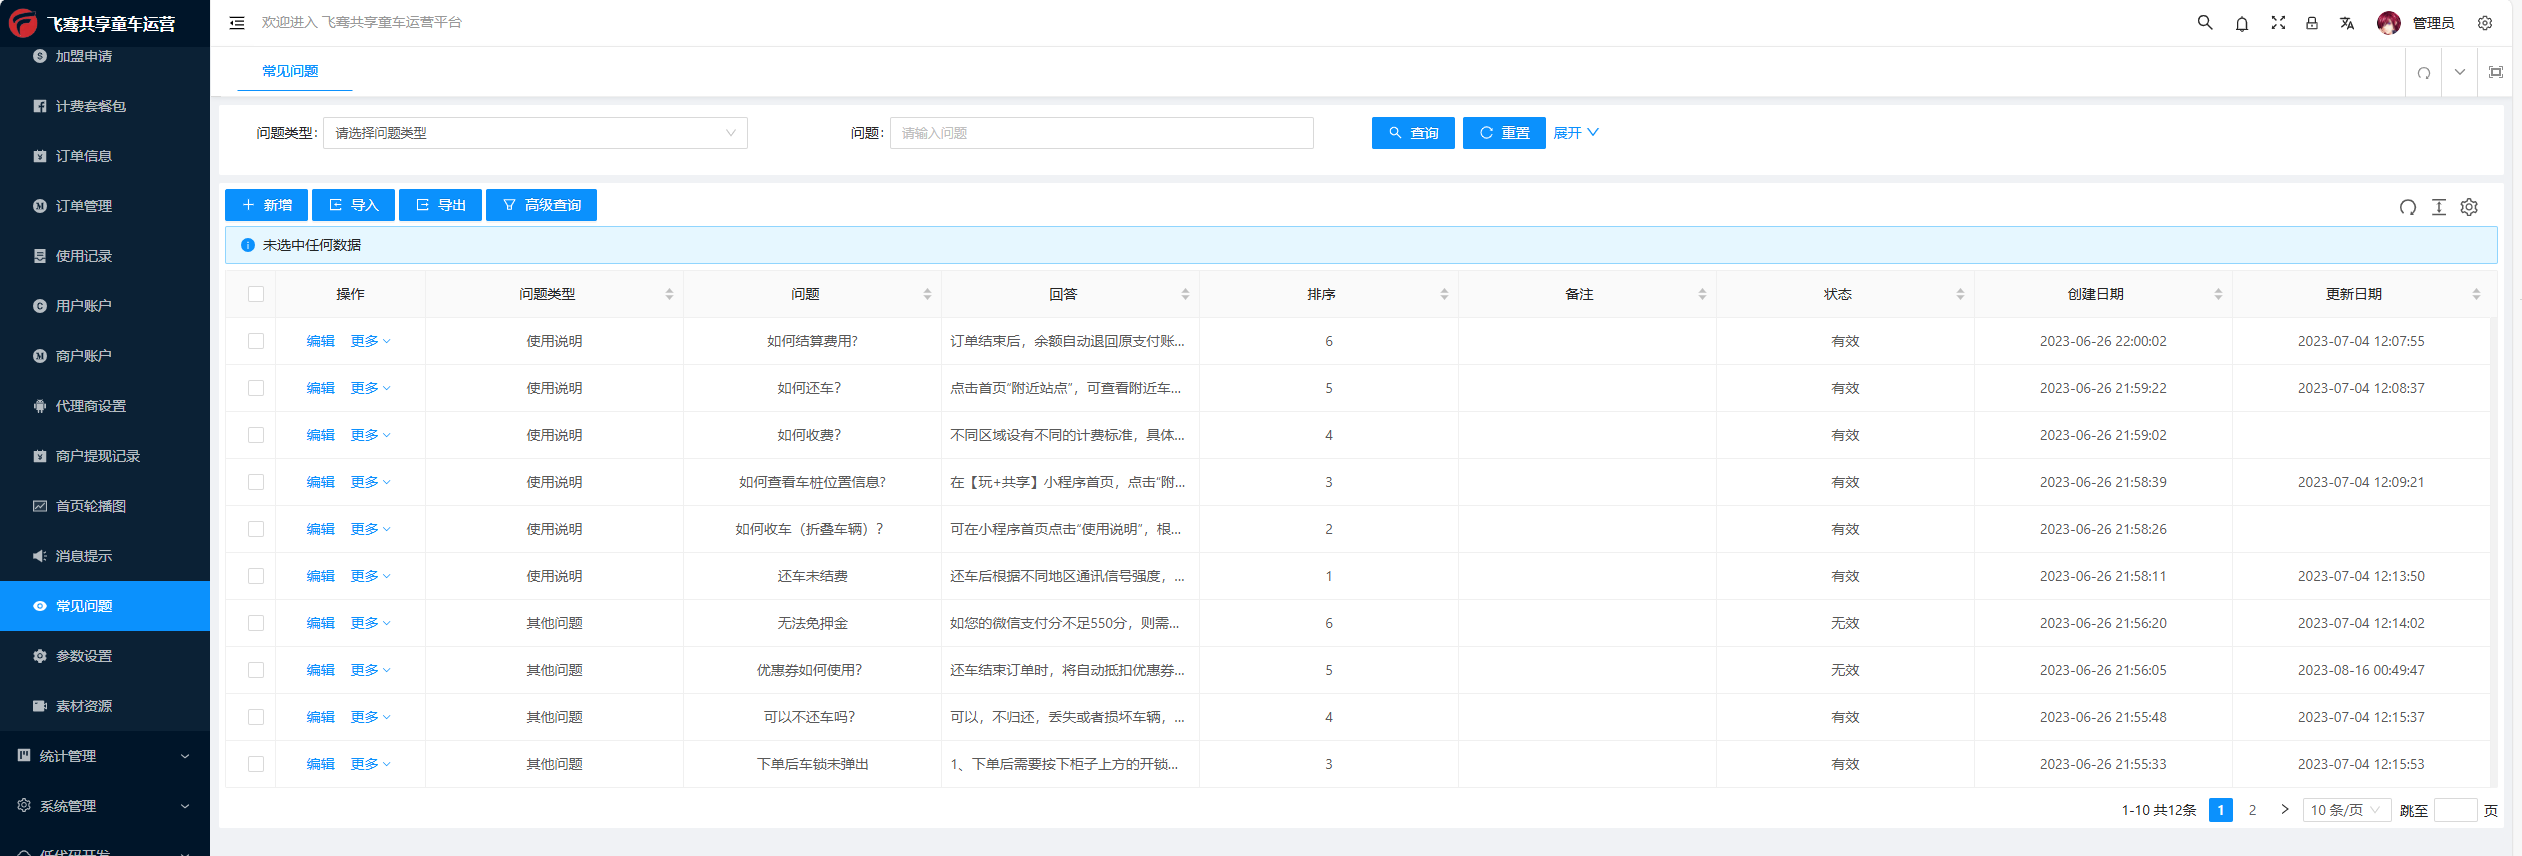 飞骞共享童车运营
欢迎进入 飞骞共享童车运营平台
管理员
加盟申请
计费套餐包
订单信息
订单管理
使用记录
用户账户
商户账户
代理商设置
商户提现记录
首页轮播图
消息提示
常见问题
参数设置
素材资源
统计管理
系统管理
低代码开发
常见问题
问题类型: 请选择问题类型 问题: 请输入问题 查询 重置 展开
新增 导入 导出 高级查询
未选中任何数据
操作 问题类型 问题 回答 排序 备注 状态 创建日期 更新日期
编辑 更多 使用说明 如何结算费用? 订单结束后，余额自动退回原支付账... 6 有效 2023-06-26 22:00:02 2023-07-04 12:07:55
编辑 更多 使用说明 如何还车? 点击首页“附近站点”，可查看附近车... 5 有效 2023-06-26 21:59:22 2023-07-04 12:08:37
编辑 更多 使用说明 如何收费? 不同区域设有不同的计费标准，具体... 4 有效 2023-06-26 21:59:02
编辑 更多 使用说明 如何查看车桩位置信息? 在【玩+共享】小程序首页，点击“附... 3 有效 2023-06-26 21:58:39 2023-07-04 12:09:21
编辑 更多 使用说明 如何收车（折叠车辆）? 可在小程序首页点击“使用说明”，根... 2 有效 2023-06-26 21:58:26
编辑 更多 使用说明 还车未结费 还车后根据不同地区通讯信号强度，... 1 有效 2023-06-26 21:58:11 2023-07-04 12:13:50
编辑 更多 其他问题 无法免押金 如您的微信支付分不足550分，则需... 6 无效 2023-06-26 21:56:20 2023-07-04 12:14:02
编辑 更多 其他问题 优惠券如何使用? 还车结束订单时，将自动抵扣优惠券... 5 无效 2023-06-26 21:56:05 2023-08-16 00:49:47
编辑 更多 其他问题 可以不还车吗? 可以，不归还，丢失或者损坏车辆，... 4 有效 2023-06-26 21:55:48 2023-07-04 12:15:37
编辑 更多 其他问题 下单后车锁未弹出 1、下单后需要按下柜子上方的开锁... 3 有效 2023-06-26 21:55:33 2023-07-04 12:15:53
1-10 共12条 1 2 > 10 条/页 跳至 页